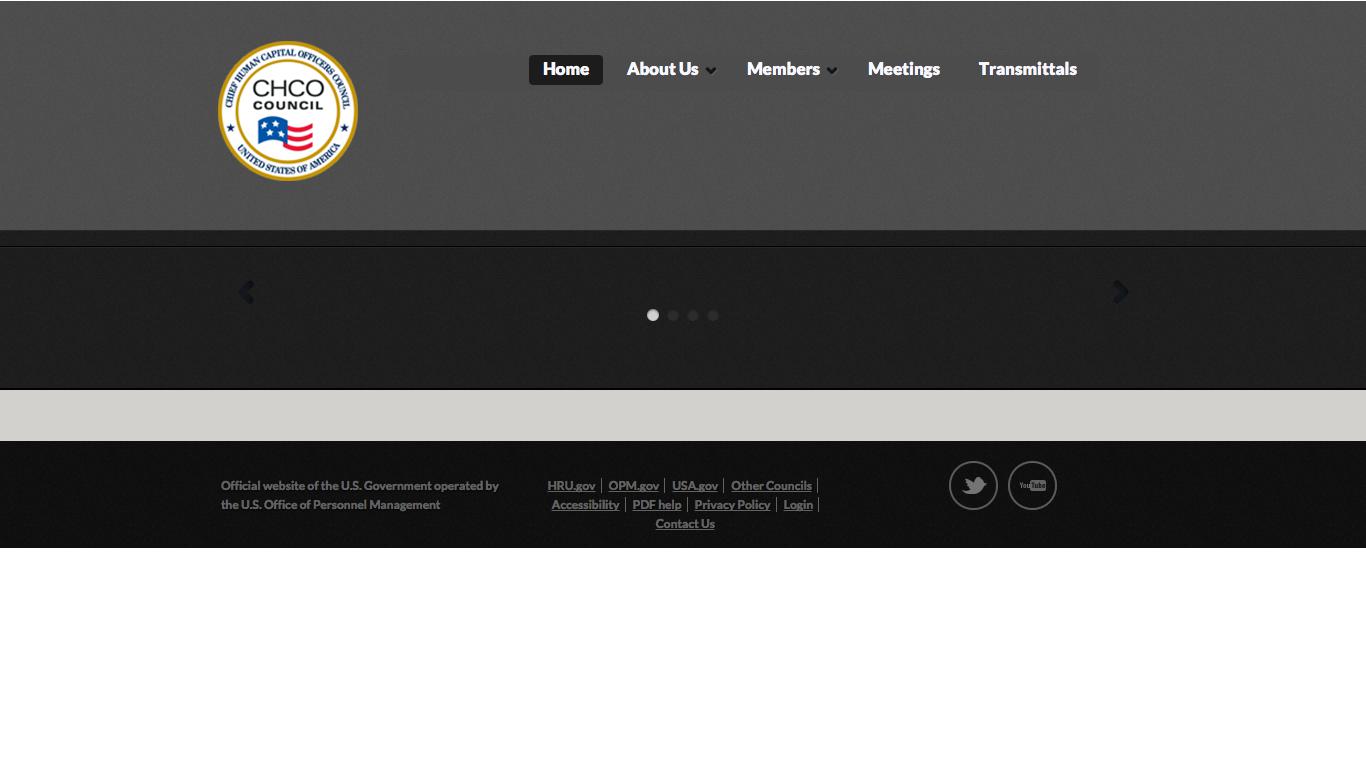 CHIEF HUMAN CAPITAL OFFICERS COUNCIL
CHCO
COUNCIL
UNITED STATES OF AMERICA
Home About Us Members Meetings Transmittals
Official website of the U.S. Government operated by
the U.S. Office of Personnel Management
HRU.gov | OPM.gov | USA.gov | Other Councils |
Accessibility | PDF help | Privacy Policy | Login |
Contact Us
YouTube